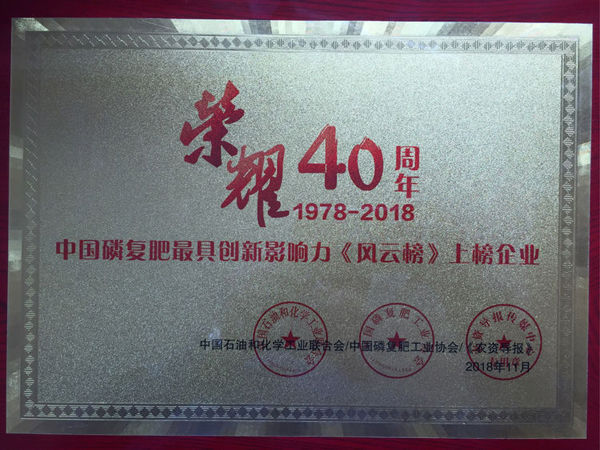 荣耀40周年
1978-2018
中国磷复肥最具创新影响力《风云榜》上榜企业
中国石油和化学工业联合会/中国磷复肥工业协会/《农资导报》
2018年11月